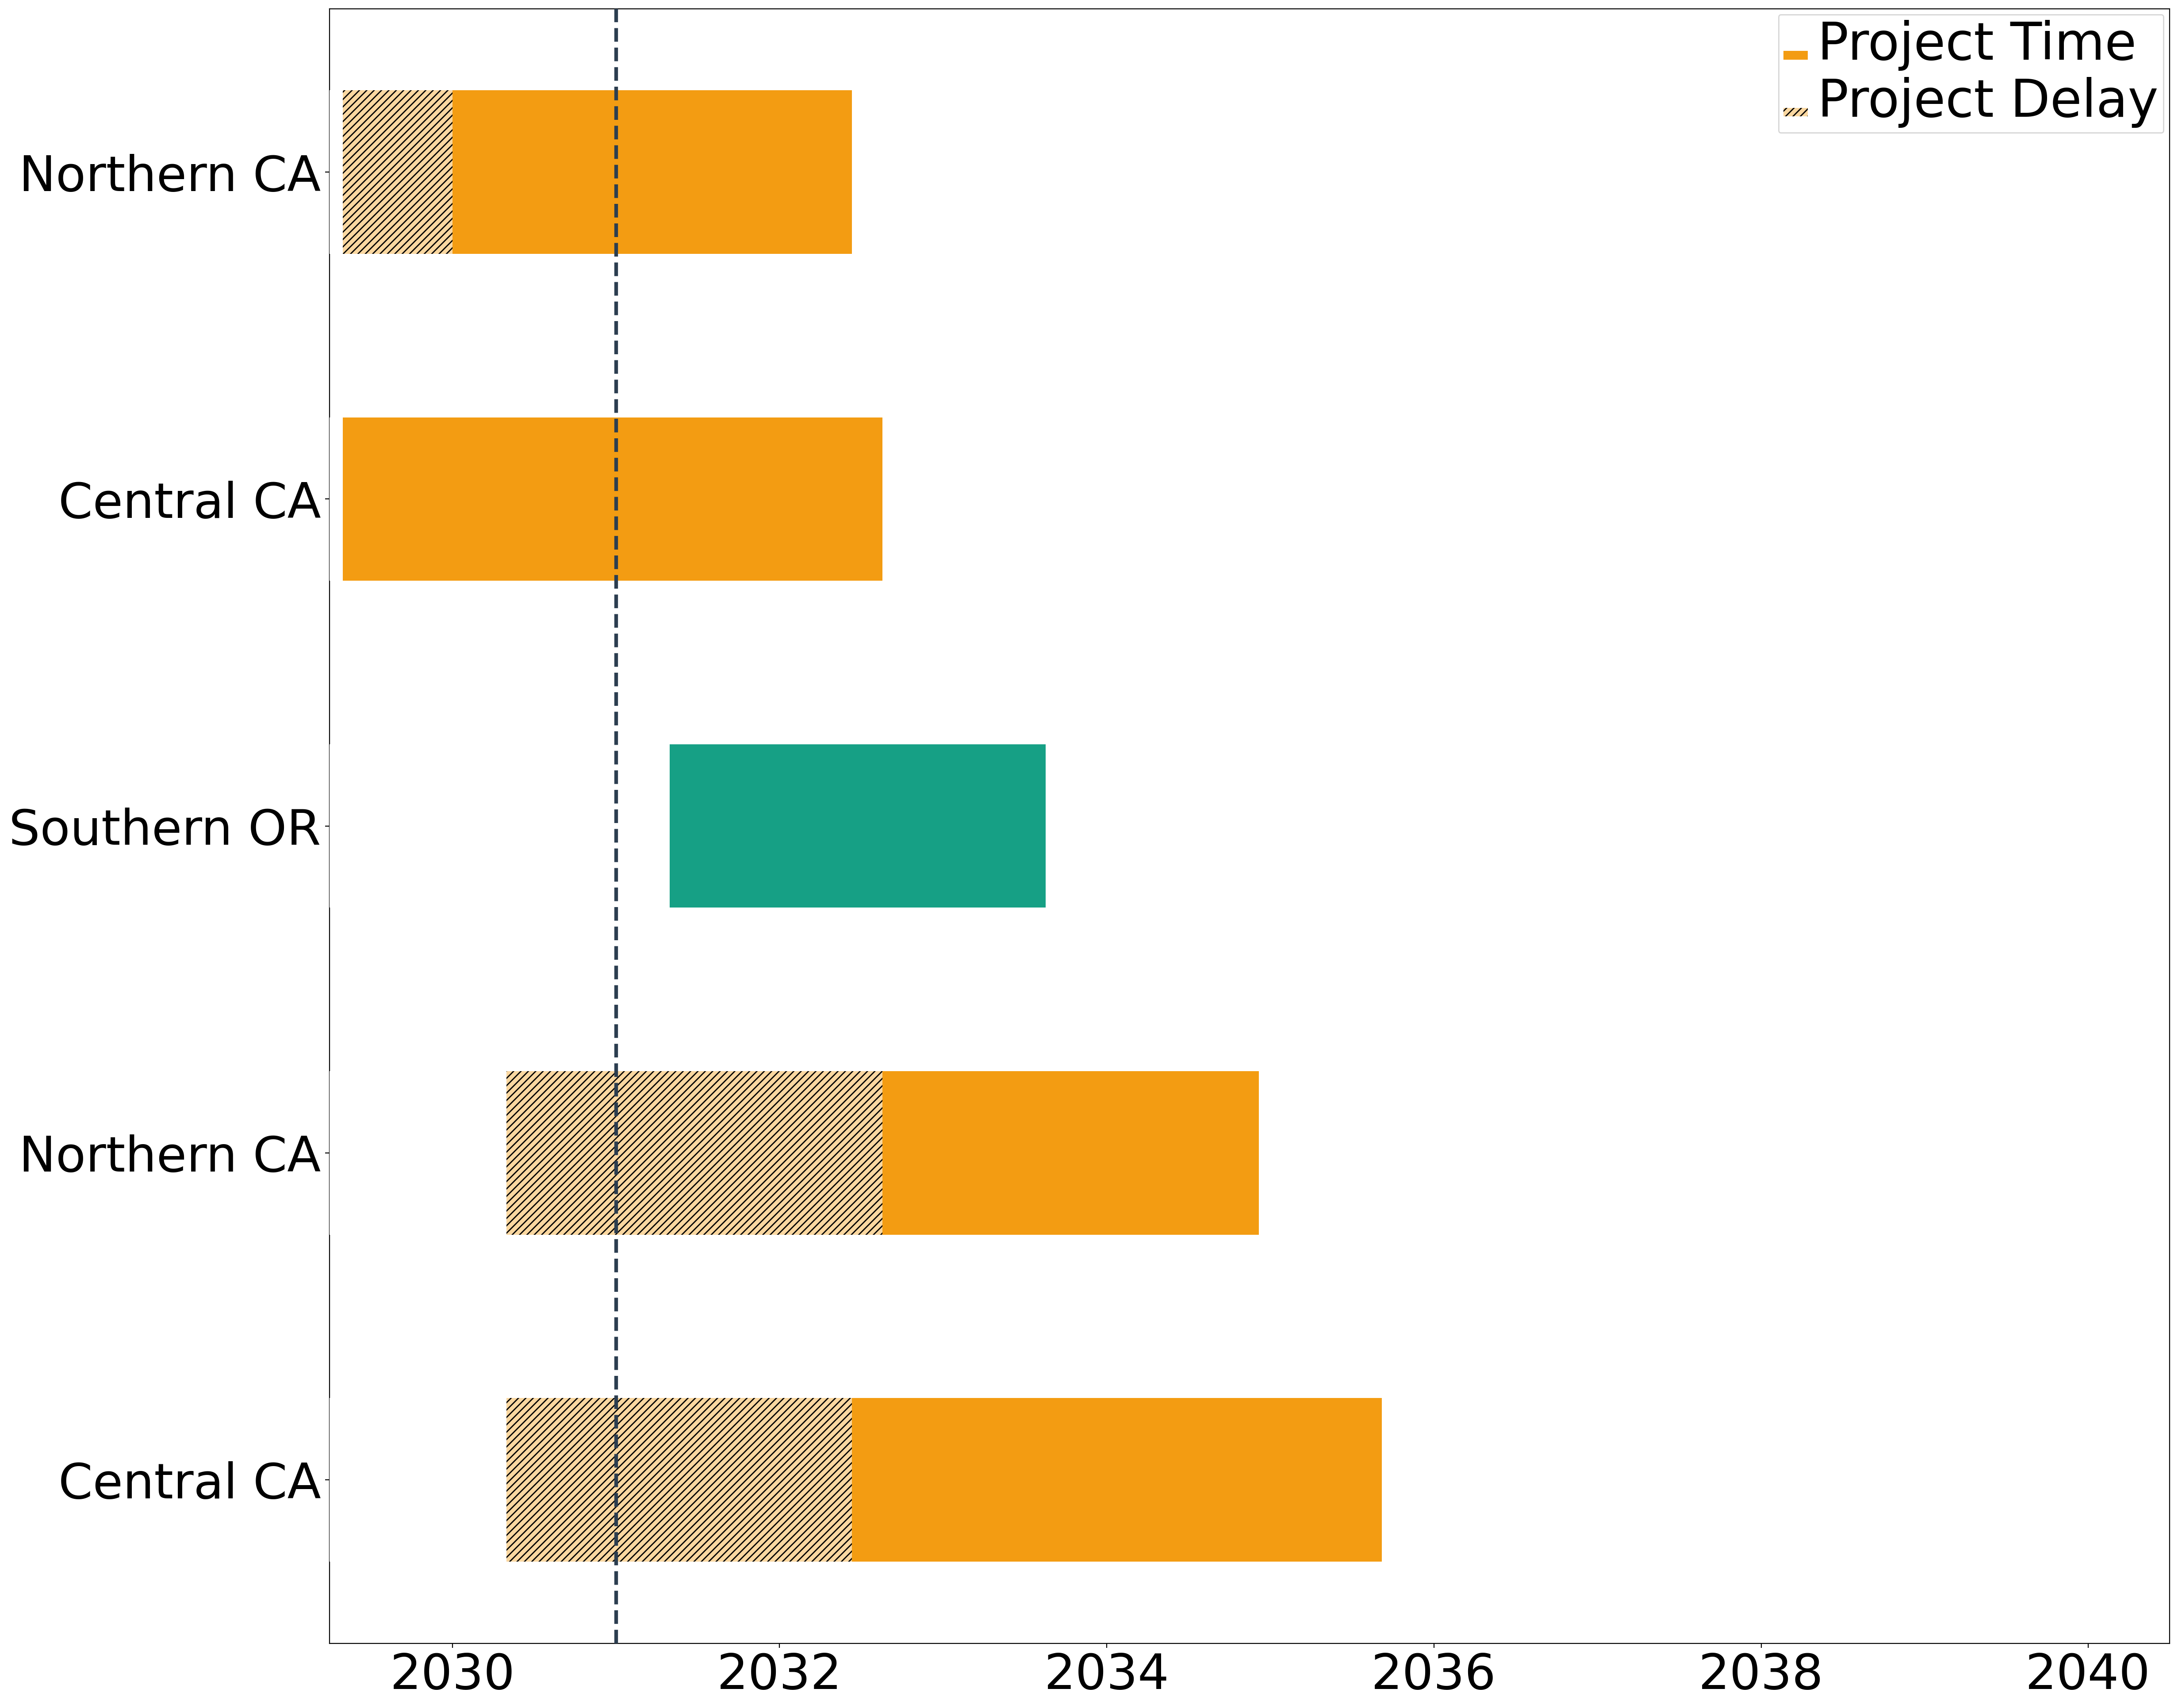 Project Time
Project Delay
Northern CA
Central CA
Southern OR
Northern CA
Central CA
2030 2032 2034 2036 2038 2040